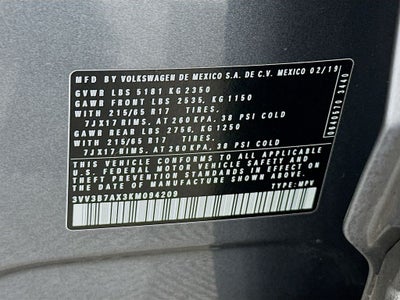 MFD BY VOLKSWAGEN DE MEXICO S.A. DE C.V. MEXICO 02/19
GVWR LBS 5181 KG 2350
GAWR FRONT LBS 2535, KG 1150
WITH 215/65 R17 TIRES,
7JX17 RIMS, AT 260 KPA, 38 PSI COLD
GAWR REAR LBS 2756, KG 1250
WITH 215/65 R17 TIRES,
7JX17 RIMS, AT 260 KPA, 38 PSI COLD
THIS VEHICLE CONFORMS TO ALL APPLICABLE
U.S. FEDERAL MOTOR VEHICLE SAFETY AND
THEFT PREVENTION STANDARDS IN EFFECT ON
THE DATE OF MANUFACTURE SHOWN ABOVE.
3VV3B7AX3KM094209 TYPE: MPV